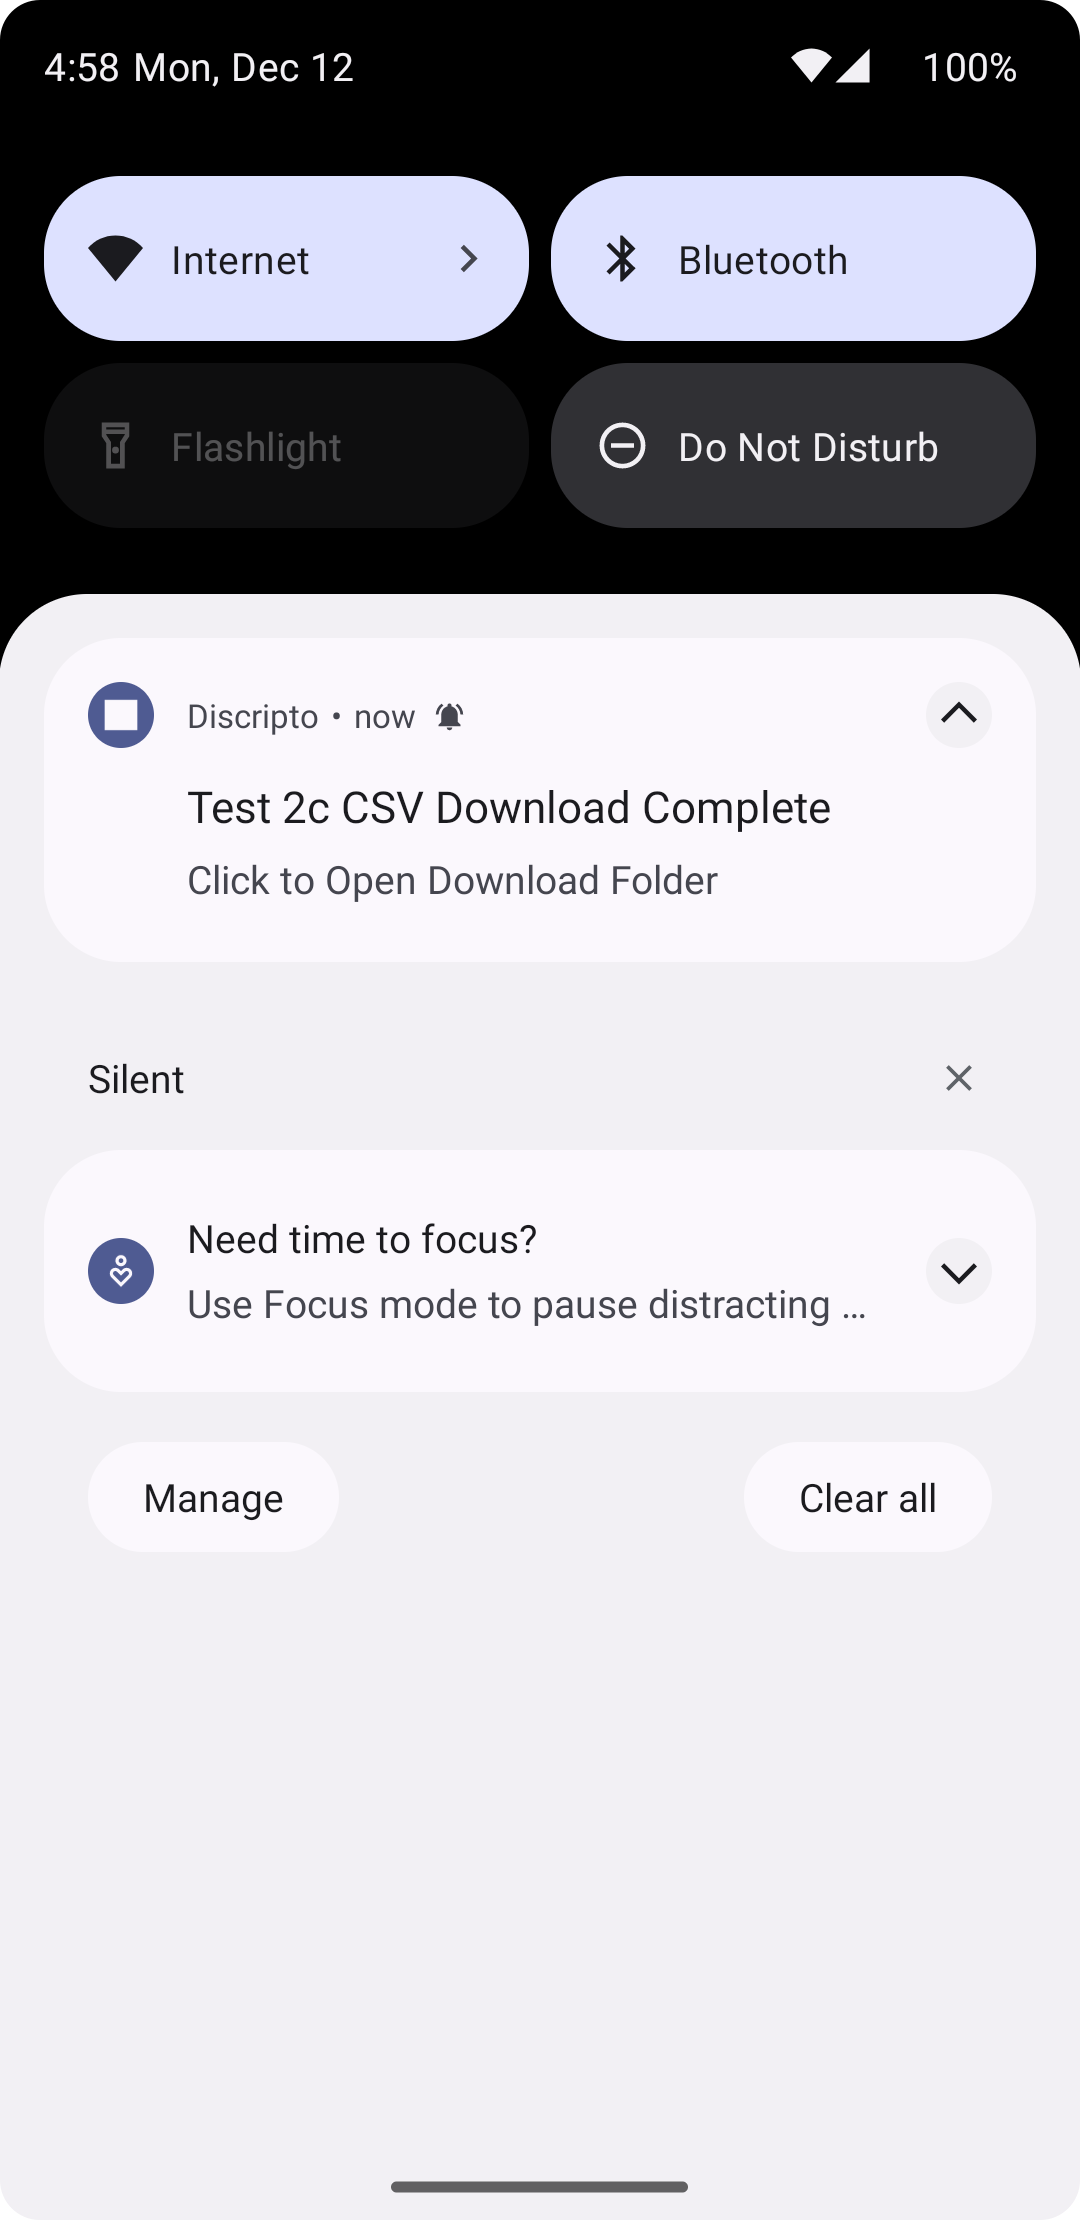 4:58 Mon, Dec 12
100%
Internet
Bluetooth
Flashlight
Do Not Disturb
Discripto • now
Test 2c CSV Download Complete
Click to Open Download Folder
Silent
Need time to focus?
Use Focus mode to pause distracting ...
Manage
Clear all